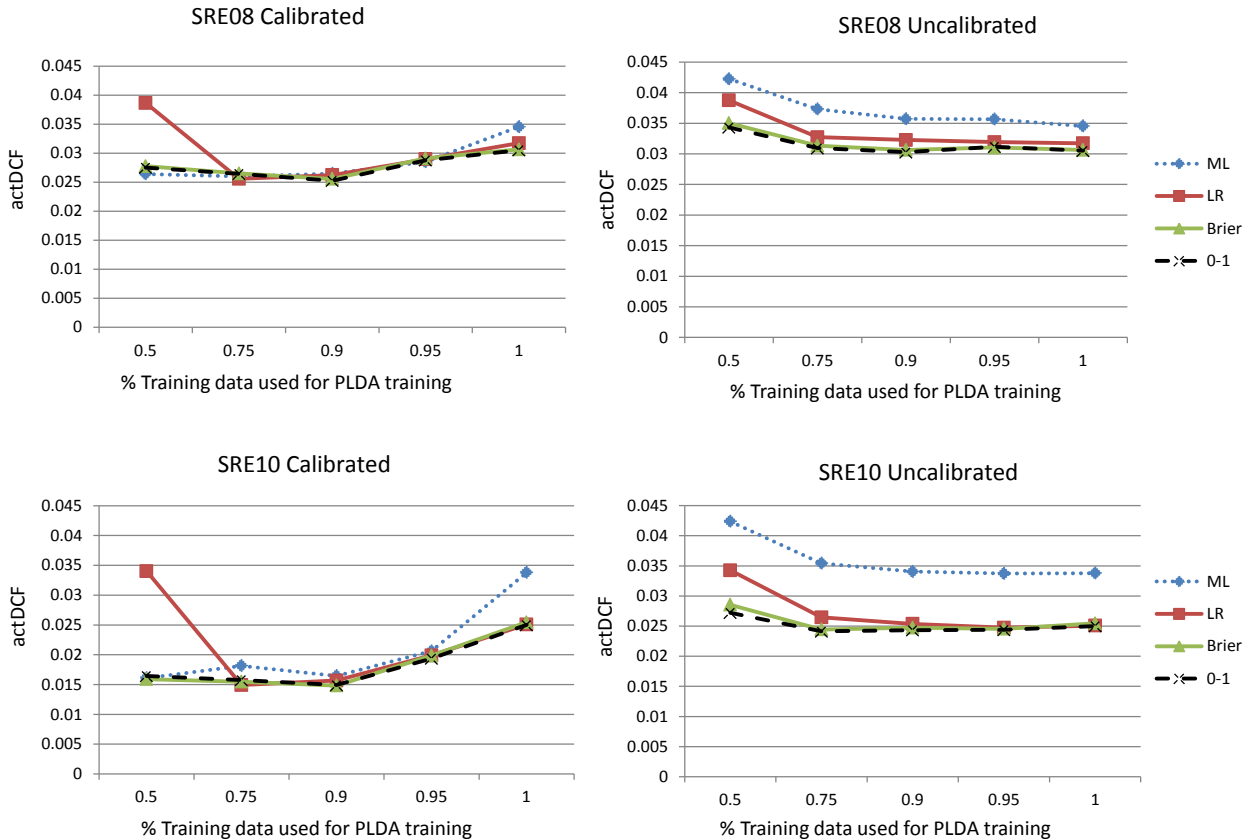 SRE08 Calibrated
0.045
0.04
0.035
0.03
0.025
0.02
0.015
0.01
0.005
0
actDCF
0.5 0.75 0.9 0.95 1
% Training data used for PLDA training
SRE08 Uncalibrated
0.045
0.04
0.035
0.03
0.025
0.02
0.015
0.01
0.005
0
actDCF
0.5 0.75 0.9 0.95 1
% Training data used for PLDA training
ML
LR
Brier
0-1
SRE10 Calibrated
0.045
0.04
0.035
0.03
0.025
0.02
0.015
0.01
0.005
0
actDCF
0.5 0.75 0.9 0.95 1
% Training data used for PLDA training
SRE10 Uncalibrated
0.045
0.04
0.035
0.03
0.025
0.02
0.015
0.01
0.005
0
actDCF
0.5 0.75 0.9 0.95 1
% Training data used for PLDA training
ML
LR
Brier
0-1